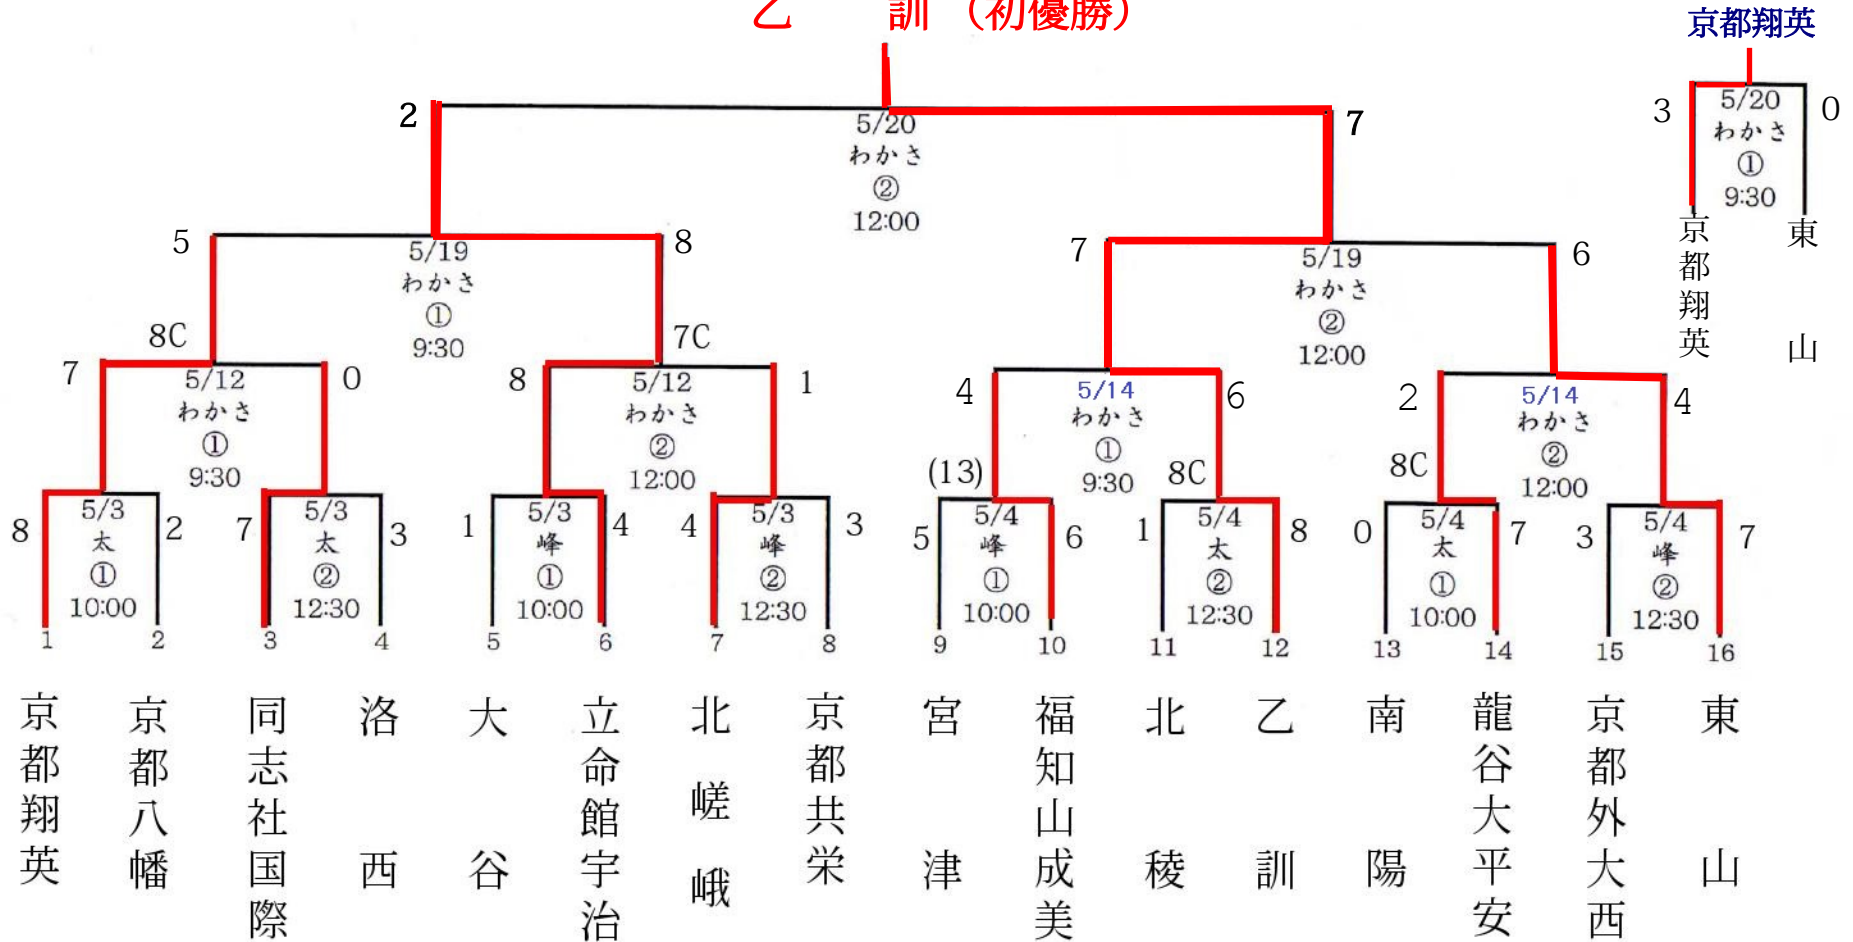 乙 訓 （初優勝）
京都翔英
2
5/20
わかさ
②
12:00
7
3
5/20
わかさ
①
9:30
0
京都翔英
東山
5
5/19
わかさ
①
9:30
8
7
5/19
わかさ
②
12:00
6
8C
7
5/12
わかさ
①
9:30
0
7C
8
5/12
わかさ
②
12:00
1
4
5/14
わかさ
①
9:30
6
2
5/14
わかさ
②
12:00
4
8
5/3
太
①
10:00
2
7
5/3
太
②
12:30
3
1
5/3
峰
①
10:00
4
4
5/3
峰
②
12:30
3
(13)
5
5/4
峰
①
10:00
6
8C
1
5/4
太
②
12:30
8
8C
0
5/4
太
①
10:00
7
3
5/4
峰
②
12:30
7
1 2 3 4 5 6 7 8 9 10 11 12 13 14 15 16
京都翔英
京都八幡
同志社国際
洛西
大谷
立命館宇治
北嵯峨
京都共栄
宮津
福知山成美
北稜
乙訓
南陽
龍谷大平安
京都外大西
東山